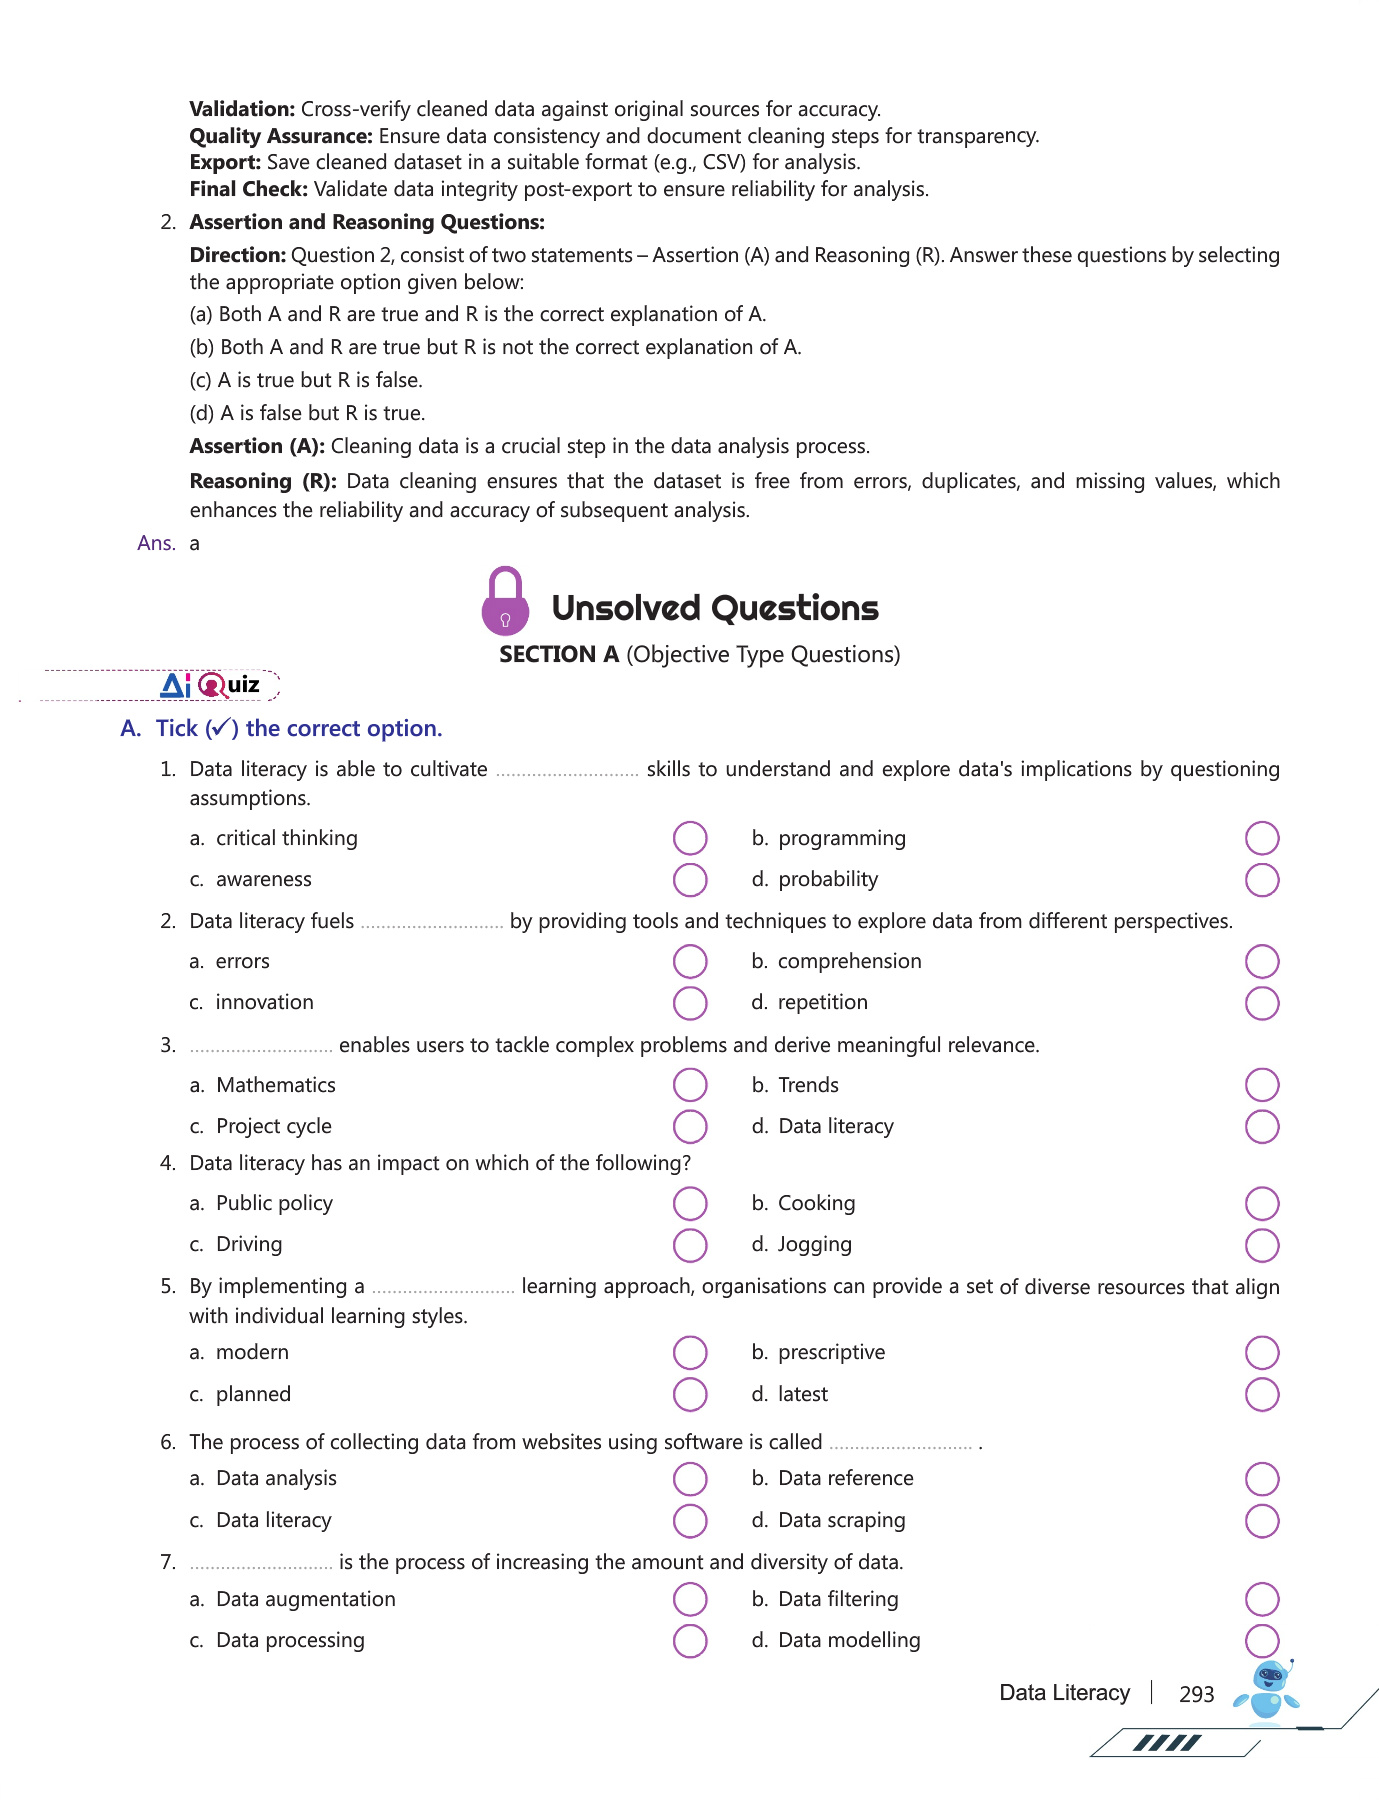 Validation: Cross-verify cleaned data against original sources for accuracy.
Quality Assurance: Ensure data consistency and document cleaning steps for transparency.
Export: Save cleaned dataset in a suitable format (e.g., CSV) for analysis.
Final Check: Validate data integrity post-export to ensure reliability for analysis.
2. Assertion and Reasoning Questions:
Direction: Question 2, consist of two statements – Assertion (A) and Reasoning (R). Answer these questions by selecting
the appropriate option given below:
(a) Both A and R are true and R is the correct explanation of A.
(b) Both A and R are true but R is not the correct explanation of A.
(c) A is true but R is false.
(d) A is false but R is true.
Assertion (A): Cleaning data is a crucial step in the data analysis process.
Reasoning (R): Data cleaning ensures that the dataset is free from errors, duplicates, and missing values, which
enhances the reliability and accuracy of subsequent analysis.
Ans. a
Unsolved Questions
SECTION A (Objective Type Questions)
Ai Quiz
A. Tick (✓) the correct option.
1. Data literacy is able to cultivate ............................ skills to understand and explore data's implications by questioning
assumptions.
a. critical thinking b. programming
c. awareness d. probability
2. Data literacy fuels ............................ by providing tools and techniques to explore data from different perspectives.
a. errors b. comprehension
c. innovation d. repetition
3. ............................ enables users to tackle complex problems and derive meaningful relevance.
a. Mathematics b. Trends
c. Project cycle d. Data literacy
4. Data literacy has an impact on which of the following?
a. Public policy b. Cooking
c. Driving d. Jogging
5. By implementing a ............................ learning approach, organisations can provide a set of diverse resources that align
with individual learning styles.
a. modern b. prescriptive
c. planned d. latest
6. The process of collecting data from websites using software is called ............................ .
a. Data analysis b. Data reference
c. Data literacy d. Data scraping
7. ............................ is the process of increasing the amount and diversity of data.
a. Data augmentation b. Data filtering
c. Data processing d. Data modelling
Data Literacy 293